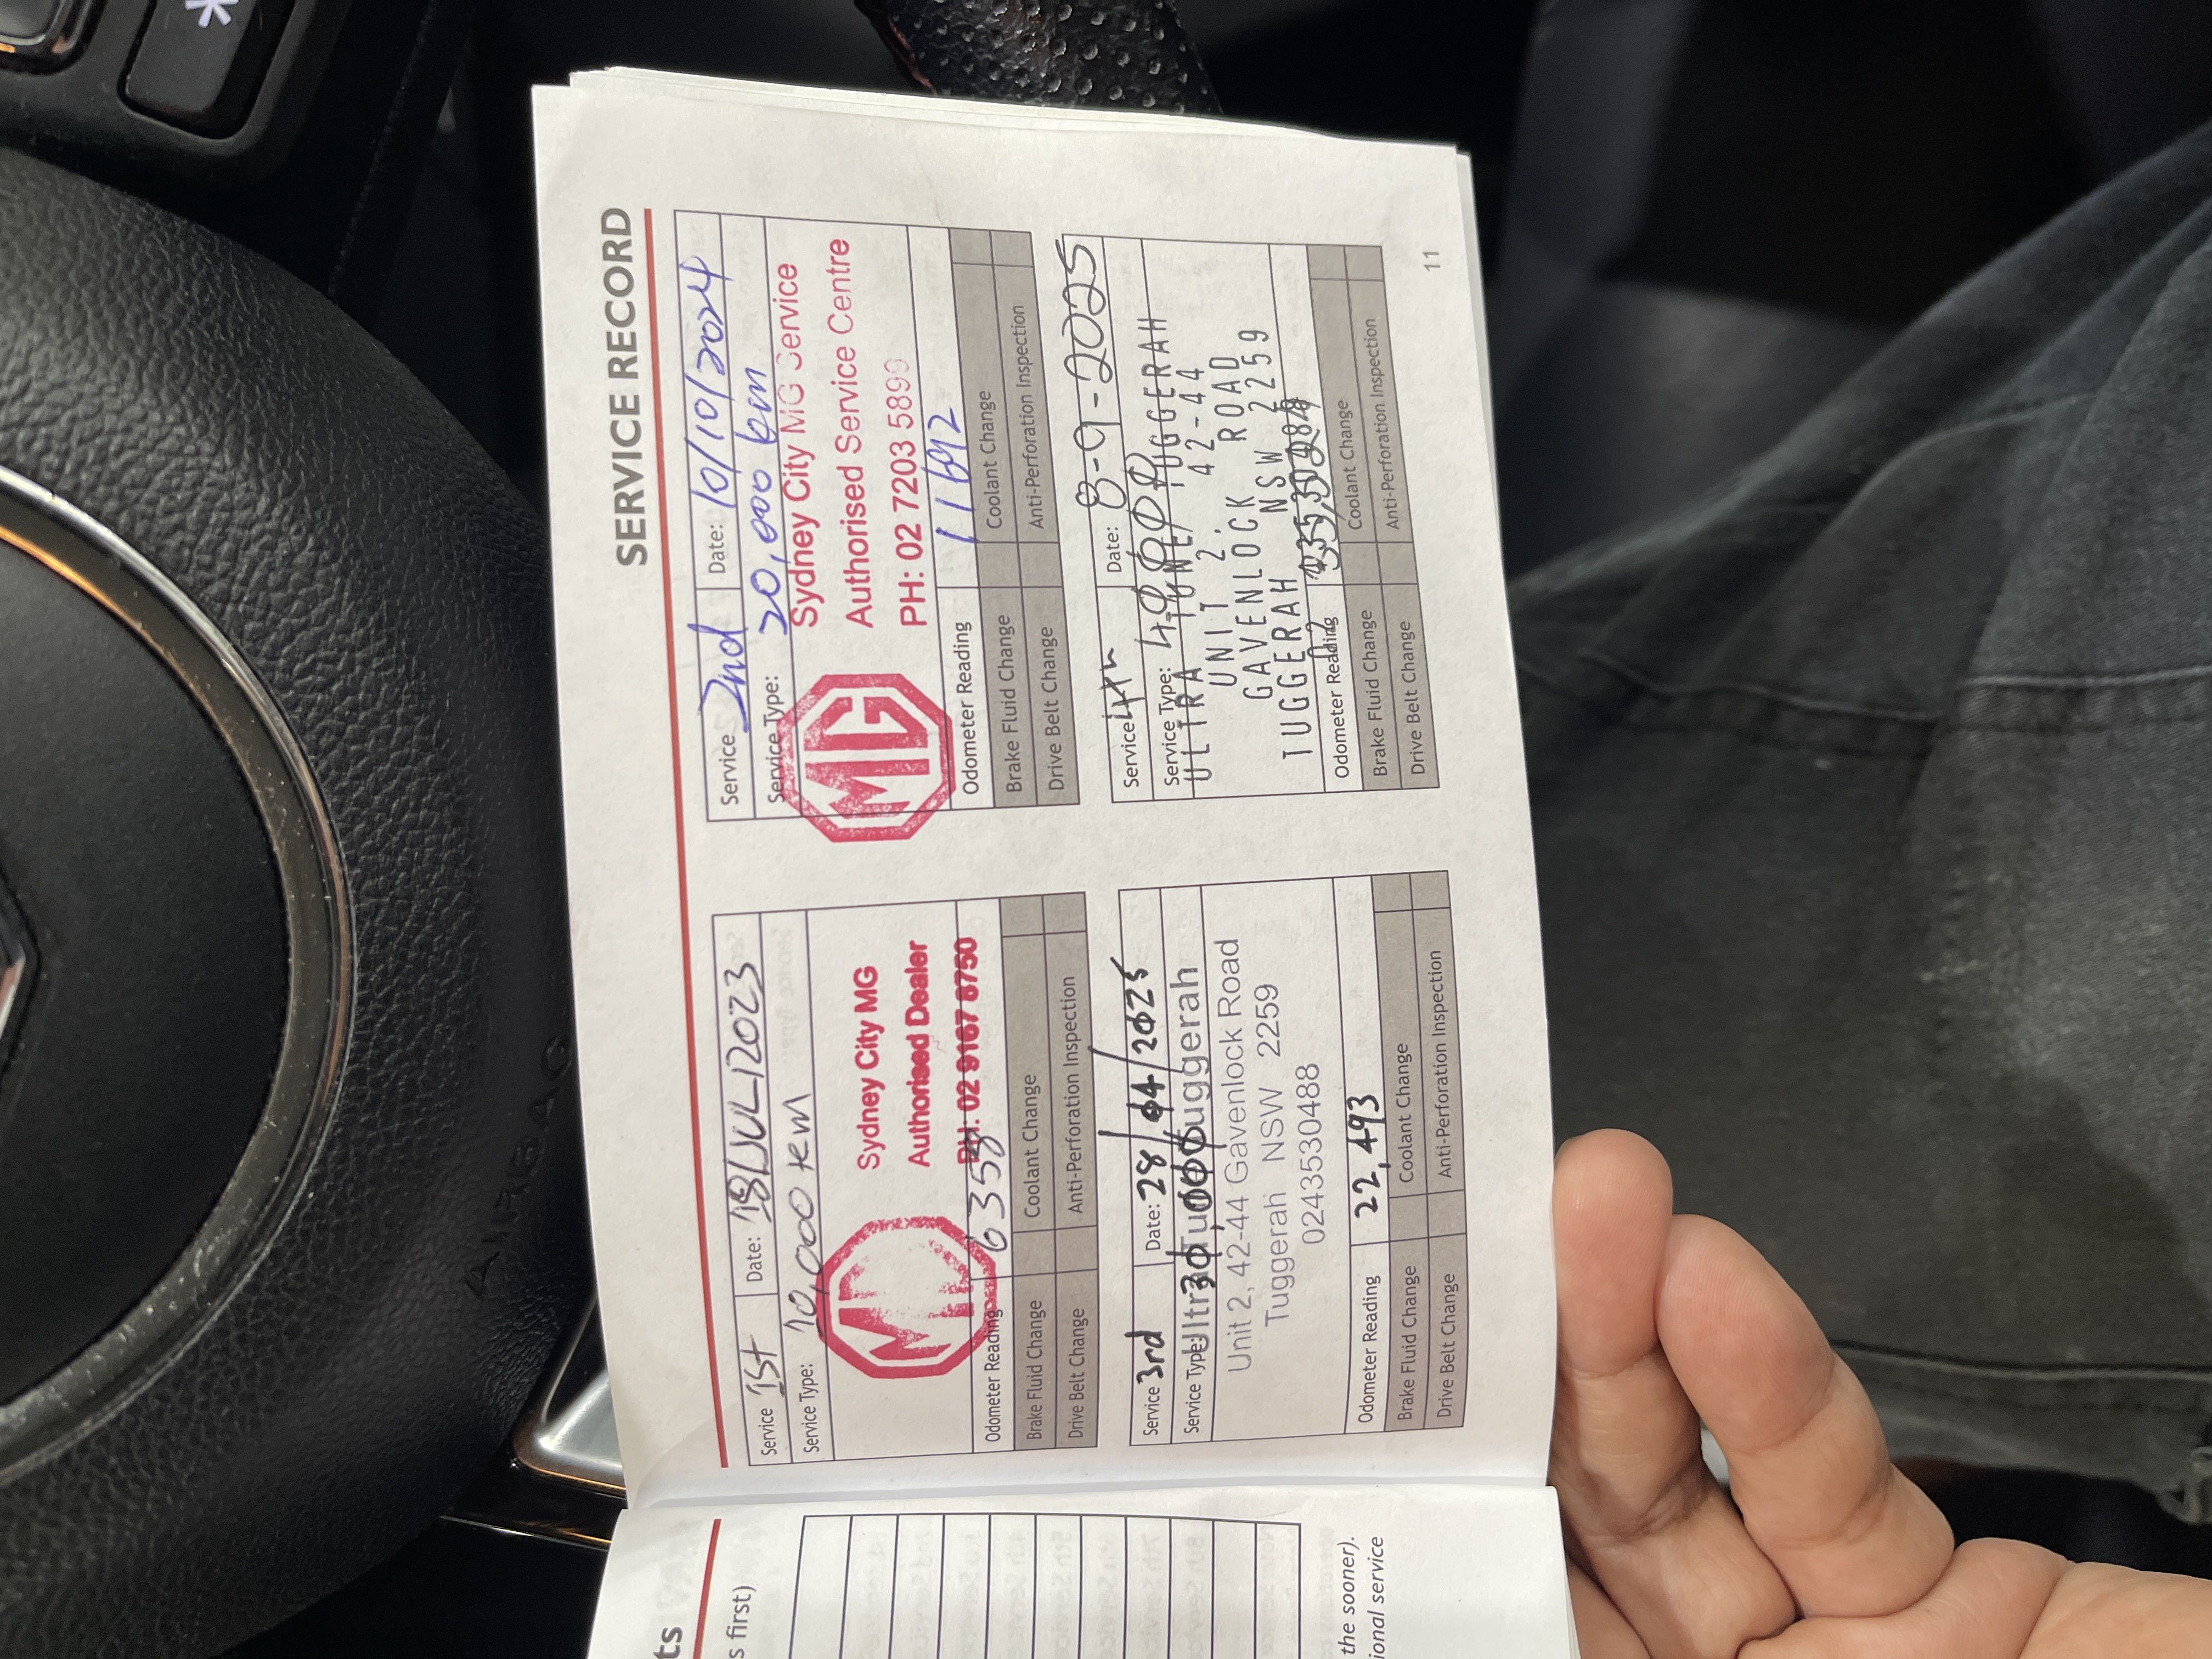 SERVICE RECORD
Service 1st Date: 18/JUL/2023
Service Type: 10,000 km
MG
Sydney City MG
Authorised Dealer
PH: 02 9167 8750
Odometer Reading 6358
Brake Fluid Change Coolant Change
Drive Belt Change Anti-Perforation Inspection
Service 2nd Date: 10/10/2024
Service Type: 20,000 km
MG
Sydney City MG Service
Authorised Service Centre
PH: 02 7203 5899
Odometer Reading 11692
Brake Fluid Change Coolant Change
Drive Belt Change Anti-Perforation Inspection
Service 3rd Date: 28/04/2025
Service Type: 30,000
Ultra Tune Tuggerah
Unit 2, 42-44 Gavenlock Road
Tuggerah NSW 2259
0243530488
Odometer Reading 22,493
Brake Fluid Change Coolant Change
Drive Belt Change Anti-Perforation Inspection
Service 4th Date: 8-9-2025
Service Type:
ULTRA TUNE TUGGERAH
UNIT 2, 42-44
GAVENLOCK ROAD
TUGGERAH NSW 2259
Odometer Reading
Brake Fluid Change Coolant Change
Drive Belt Change Anti-Perforation Inspection
11
ts
s first)
the sooner).
ional service
AIRBAG